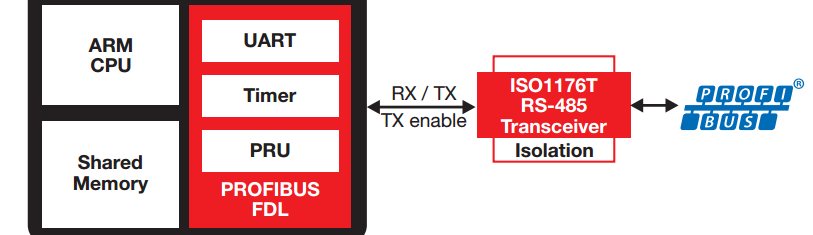 ARM
CPU
Shared
Memory
UART
Timer
PRU
PROFIBUS
FDL
RX / TX
TX enable
ISO1176T
RS-485
Transceiver
Isolation
PROFI
BUS
®